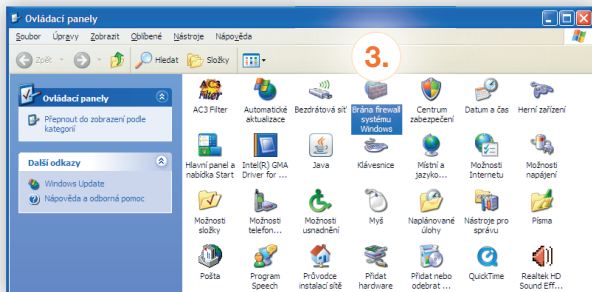 Ovládací panely
Soubor Úpravy Zobrazit Oblíbené Nástroje Nápověda
Zpět Hledat Složky
3.
Ovládací panely
Přepnout do zobrazení podle
kategorií
Další odkazy
Windows Update
Nápověda a odborná pomoc
AC3 Filter
Automatické
aktualizace
Bezdrátová síť
Brána firewall
systému
Windows
Centrum
zabezpečení
Datum a čas
Herní zařízení
Hlavní panel a
nabídka Start
Intel(R) GMA
Driver for ...
Java
Klávesnice
Místní a
jazyko...
Možnosti
Internetu
Možnosti
napájení
Možnosti
složky
Možnosti
telefon...
Možnosti
usnadnění
Myš
Naplánované
úlohy
Nástroje pro
správu
Písma
Pošta
Program
Speech
Průvodce
instalací sítě
Přidat
hardware
Přidat nebo
odebrat ...
QuickTime
Realtek HD
Sound Eff...
AC3
Filter